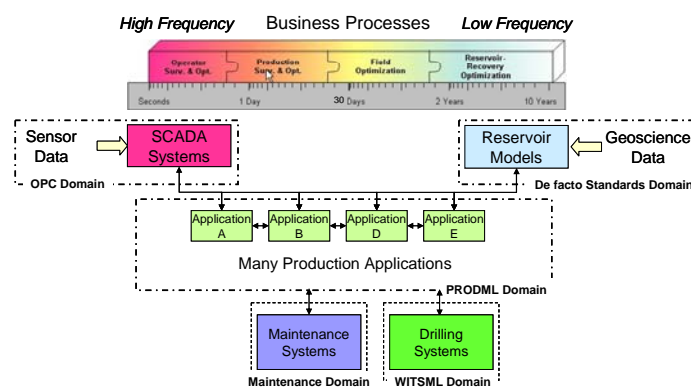 High Frequency
Business Processes
Low Frequency
Operator
Surv. & Opt.
Production
Surv. & Opt.
Field
Optimization
Reservoir-
Recovery
Optimization
Seconds
1 Day
30 Days
2 Years
10 Years
Sensor
Data
SCADA
Systems
OPC Domain
Reservoir
Models
Geoscience
Data
De facto Standards Domain
Application
A
Application
B
Application
D
Application
E
Many Production Applications
PRODML Domain
Maintenance
Systems
Maintenance Domain
Drilling
Systems
WITSML Domain